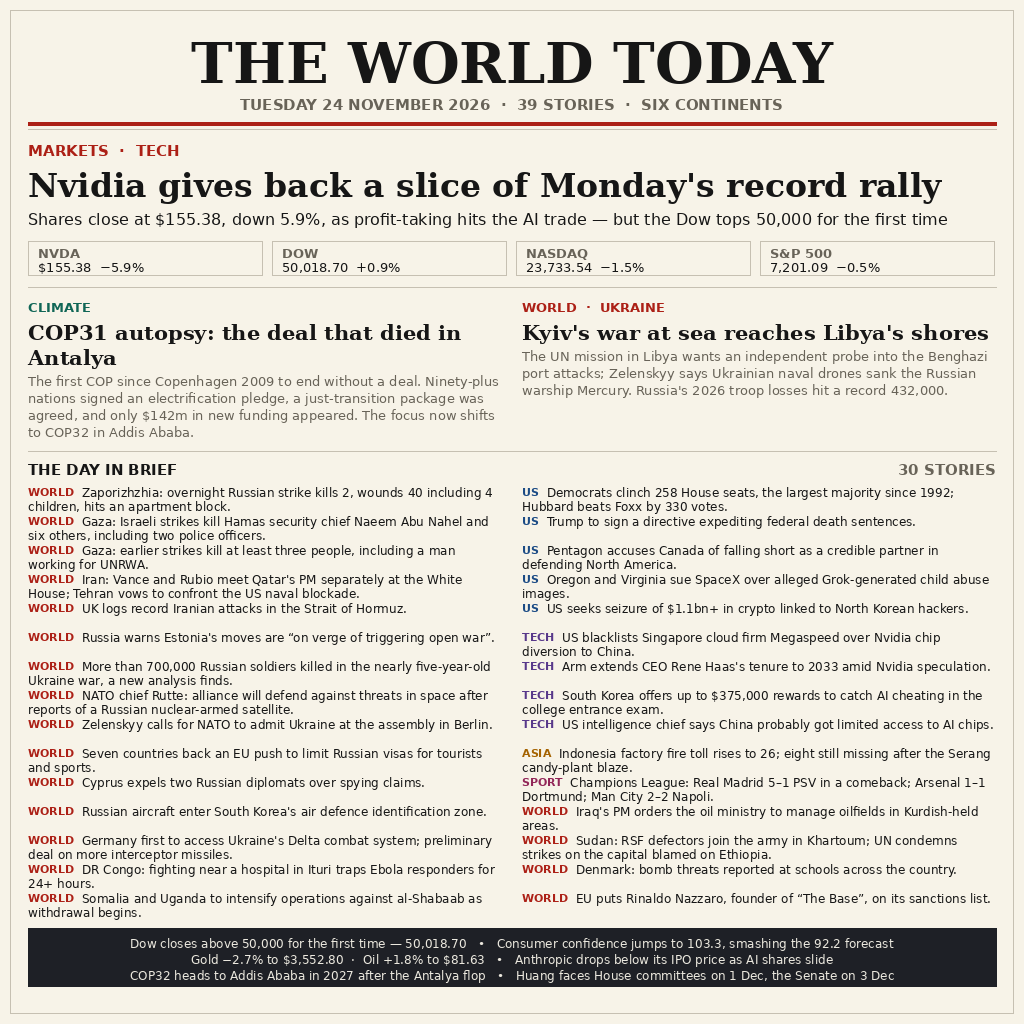 THE WORLD TODAY
TUESDAY 24 NOVEMBER 2026 · 39 STORIES · SIX CONTINENTS
MARKETS · TECH
Nvidia gives back a slice of Monday's record rally
Shares close at $155.38, down 5.9%, as profit-taking hits the AI trade — but the Dow tops 50,000 for the first time
NVDA
$155.38 −5.9%
DOW
50,018.70 +0.9%
NASDAQ
23,733.54 −1.5%
S&P 500
7,201.09 −0.5%
CLIMATE
COP31 autopsy: the deal that died in
Antalya
The first COP since Copenhagen 2009 to end without a deal. Ninety-plus
nations signed an electrification pledge, a just-transition package was
agreed, and only $142m in new funding appeared. The focus now shifts
to COP32 in Addis Ababa.
WORLD · UKRAINE
Kyiv's war at sea reaches Libya's shores
The UN mission in Libya wants an independent probe into the Benghazi
port attacks; Zelenskyy says Ukrainian naval drones sank the Russian
warship Mercury. Russia's 2026 troop losses hit a record 432,000.
THE DAY IN BRIEF
30 STORIES
WORLD Zaporizhzhia: overnight Russian strike kills 2, wounds 40 including 4
children, hits an apartment block.
WORLD Gaza: Israeli strikes kill Hamas security chief Naeem Abu Nahel and
six others, including two police officers.
WORLD Gaza: earlier strikes kill at least three people, including a man
working for UNRWA.
WORLD Iran: Vance and Rubio meet Qatar's PM separately at the White
House; Tehran vows to confront the US naval blockade.
WORLD UK logs record Iranian attacks in the Strait of Hormuz.
WORLD Russia warns Estonia's moves are “on verge of triggering open war”.
WORLD More than 700,000 Russian soldiers killed in the nearly five-year-old
Ukraine war, a new analysis finds.
WORLD NATO chief Rutte: alliance will defend against threats in space after
reports of a Russian nuclear-armed satellite.
WORLD Zelenskyy calls for NATO to admit Ukraine at the assembly in Berlin.
WORLD Seven countries back an EU push to limit Russian visas for tourists
and sports.
WORLD Cyprus expels two Russian diplomats over spying claims.
WORLD Russian aircraft enter South Korea's air defence identification zone.
WORLD Germany first to access Ukraine's Delta combat system; preliminary
deal on more interceptor missiles.
WORLD DR Congo: fighting near a hospital in Ituri traps Ebola responders for
24+ hours.
WORLD Somalia and Uganda to intensify operations against al-Shabaab as
withdrawal begins.
US Democrats clinch 258 House seats, the largest majority since 1992;
Hubbard beats Foxx by 330 votes.
US Trump to sign a directive expediting federal death sentences.
US Pentagon accuses Canada of falling short as a credible partner in
defending North America.
US Oregon and Virginia sue SpaceX over alleged Grok-generated child abuse
images.
US US seeks seizure of $1.1bn+ in crypto linked to North Korean hackers.
TECH US blacklists Singapore cloud firm Megaspeed over Nvidia chip
diversion to China.
TECH Arm extends CEO Rene Haas's tenure to 2033 amid Nvidia speculation.
TECH South Korea offers up to $375,000 rewards to catch AI cheating in the
college entrance exam.
TECH US intelligence chief says China probably got limited access to AI chips.
ASIA Indonesia factory fire toll rises to 26; eight still missing after the Serang
candy-plant blaze.
SPORT Champions League: Real Madrid 5–1 PSV in a comeback; Arsenal 1–1
Dortmund; Man City 2–2 Napoli.
WORLD Iraq's PM orders the oil ministry to manage oilfields in Kurdish-held
areas.
WORLD Sudan: RSF defectors join the army in Khartoum; UN condemns
strikes on the capital blamed on Ethiopia.
WORLD Denmark: bomb threats reported at schools across the country.
WORLD EU puts Rinaldo Nazzaro, founder of “The Base”, on its sanctions list.
Dow closes above 50,000 for the first time — 50,018.70 • Consumer confidence jumps to 103.3, smashing the 92.2 forecast
Gold −2.7% to $3,552.80 · Oil +1.8% to $81.63 • Anthropic drops below its IPO price as AI shares slide
COP32 heads to Addis Ababa in 2027 after the Antalya flop • Huang faces House committees on 1 Dec, the Senate on 3 Dec